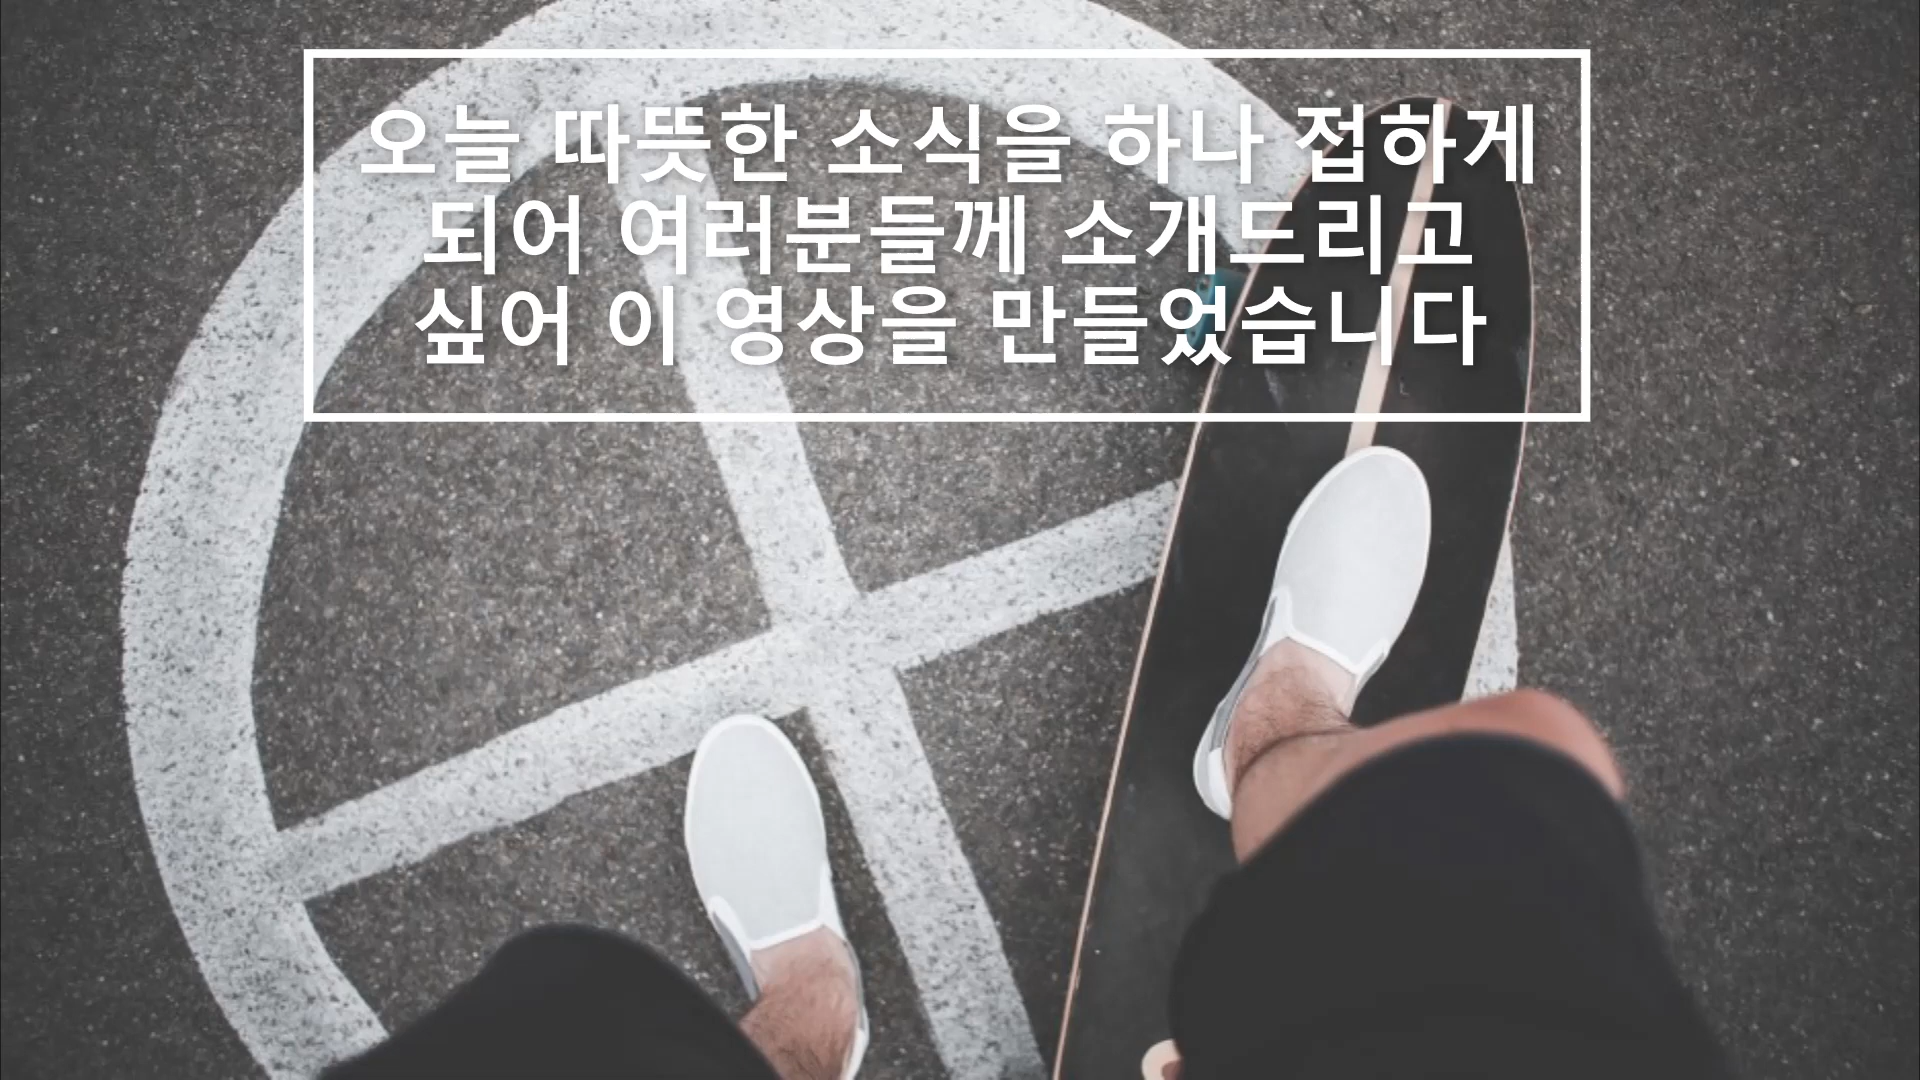 오늘 따뜻한 소식을 하나 접하게
되어 여러분들께 소개드리고
싶어 이 영상을 만들었습니다